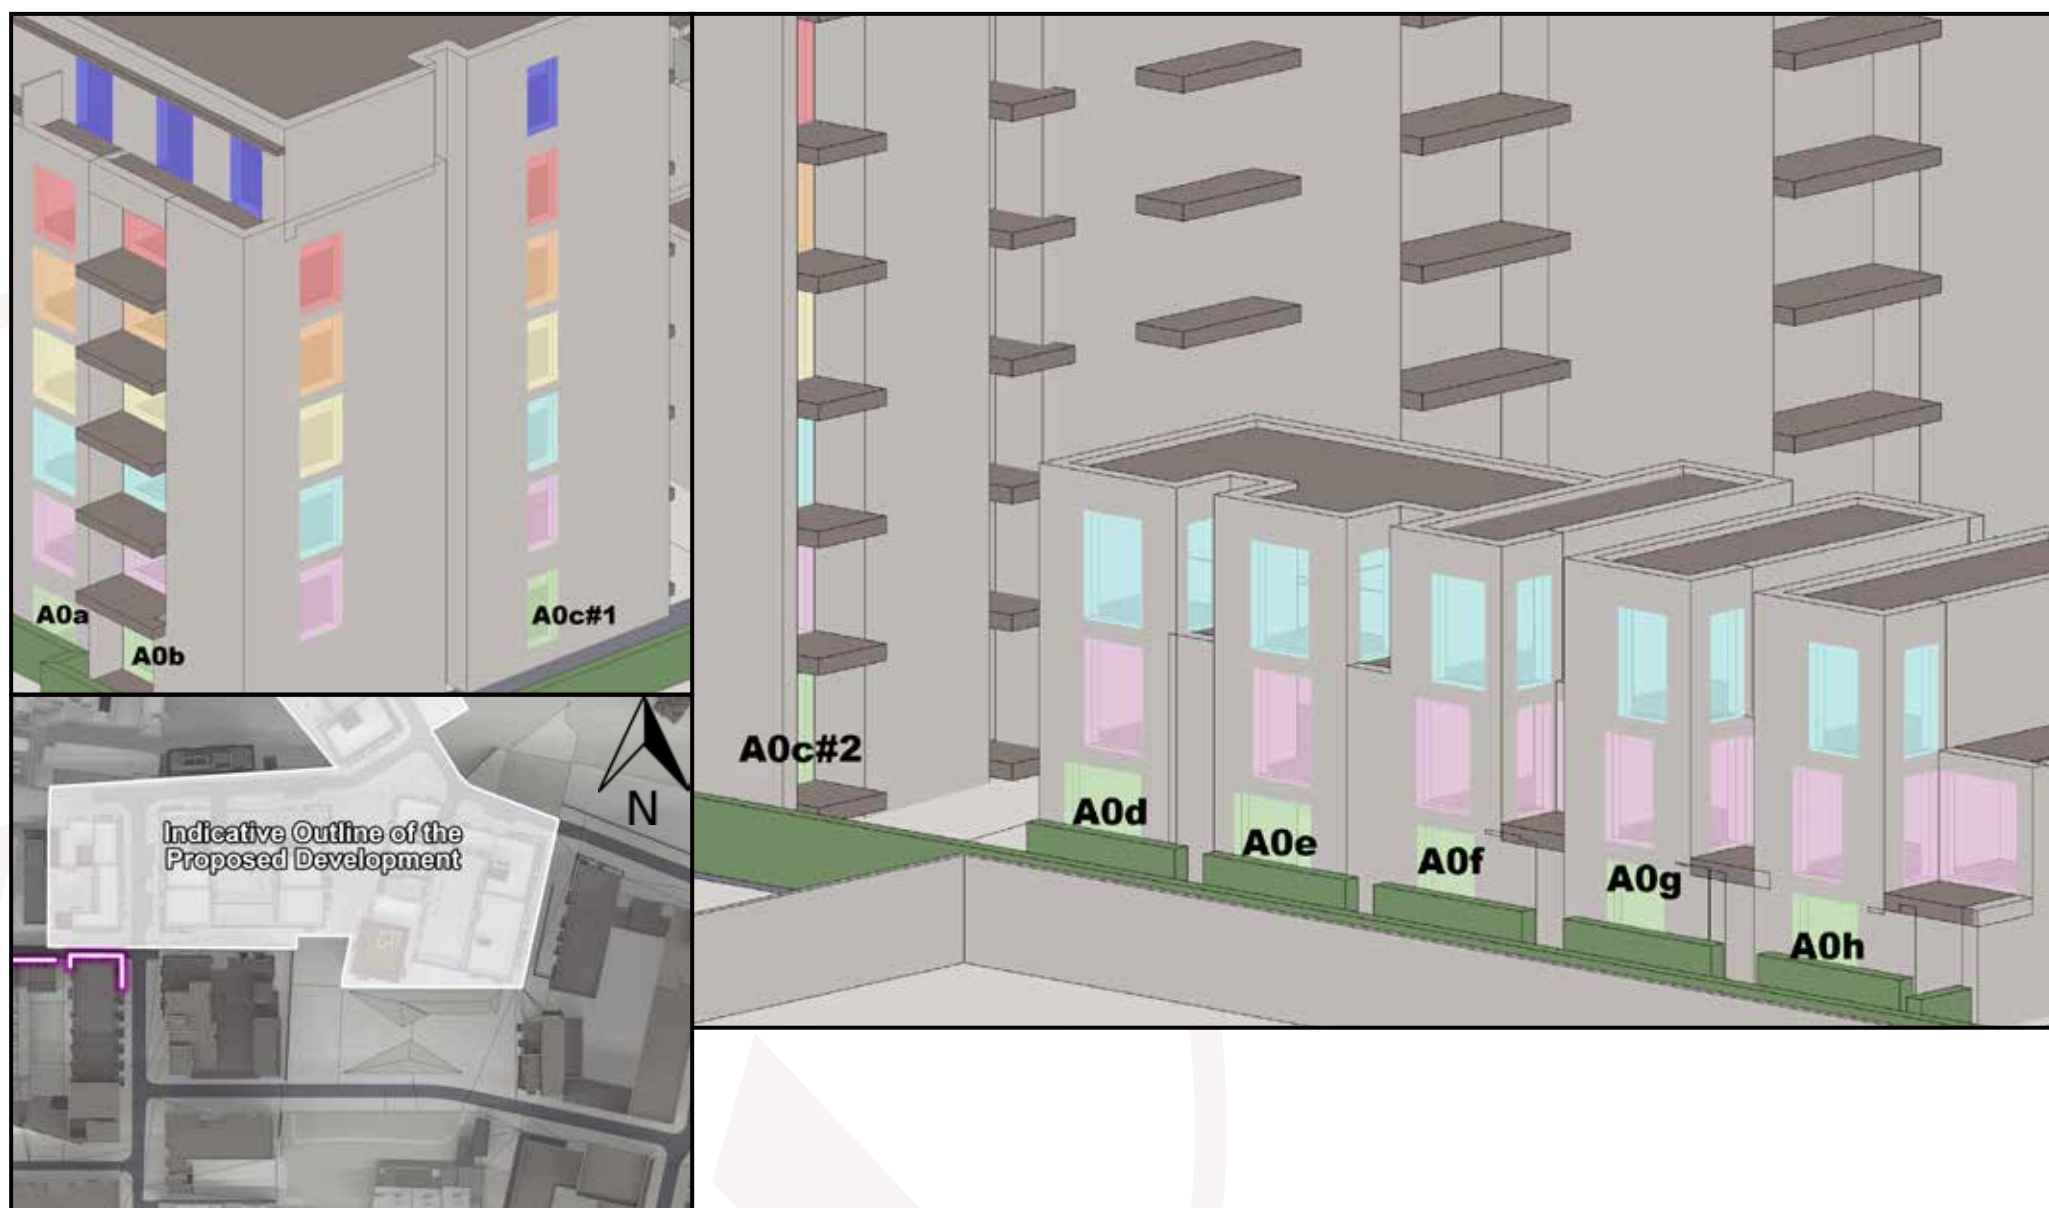 A0a
A0b
A0c#1
A0c#2
A0d
A0e
A0f
A0g
A0h
Indicative Outline of the
Proposed Development
N